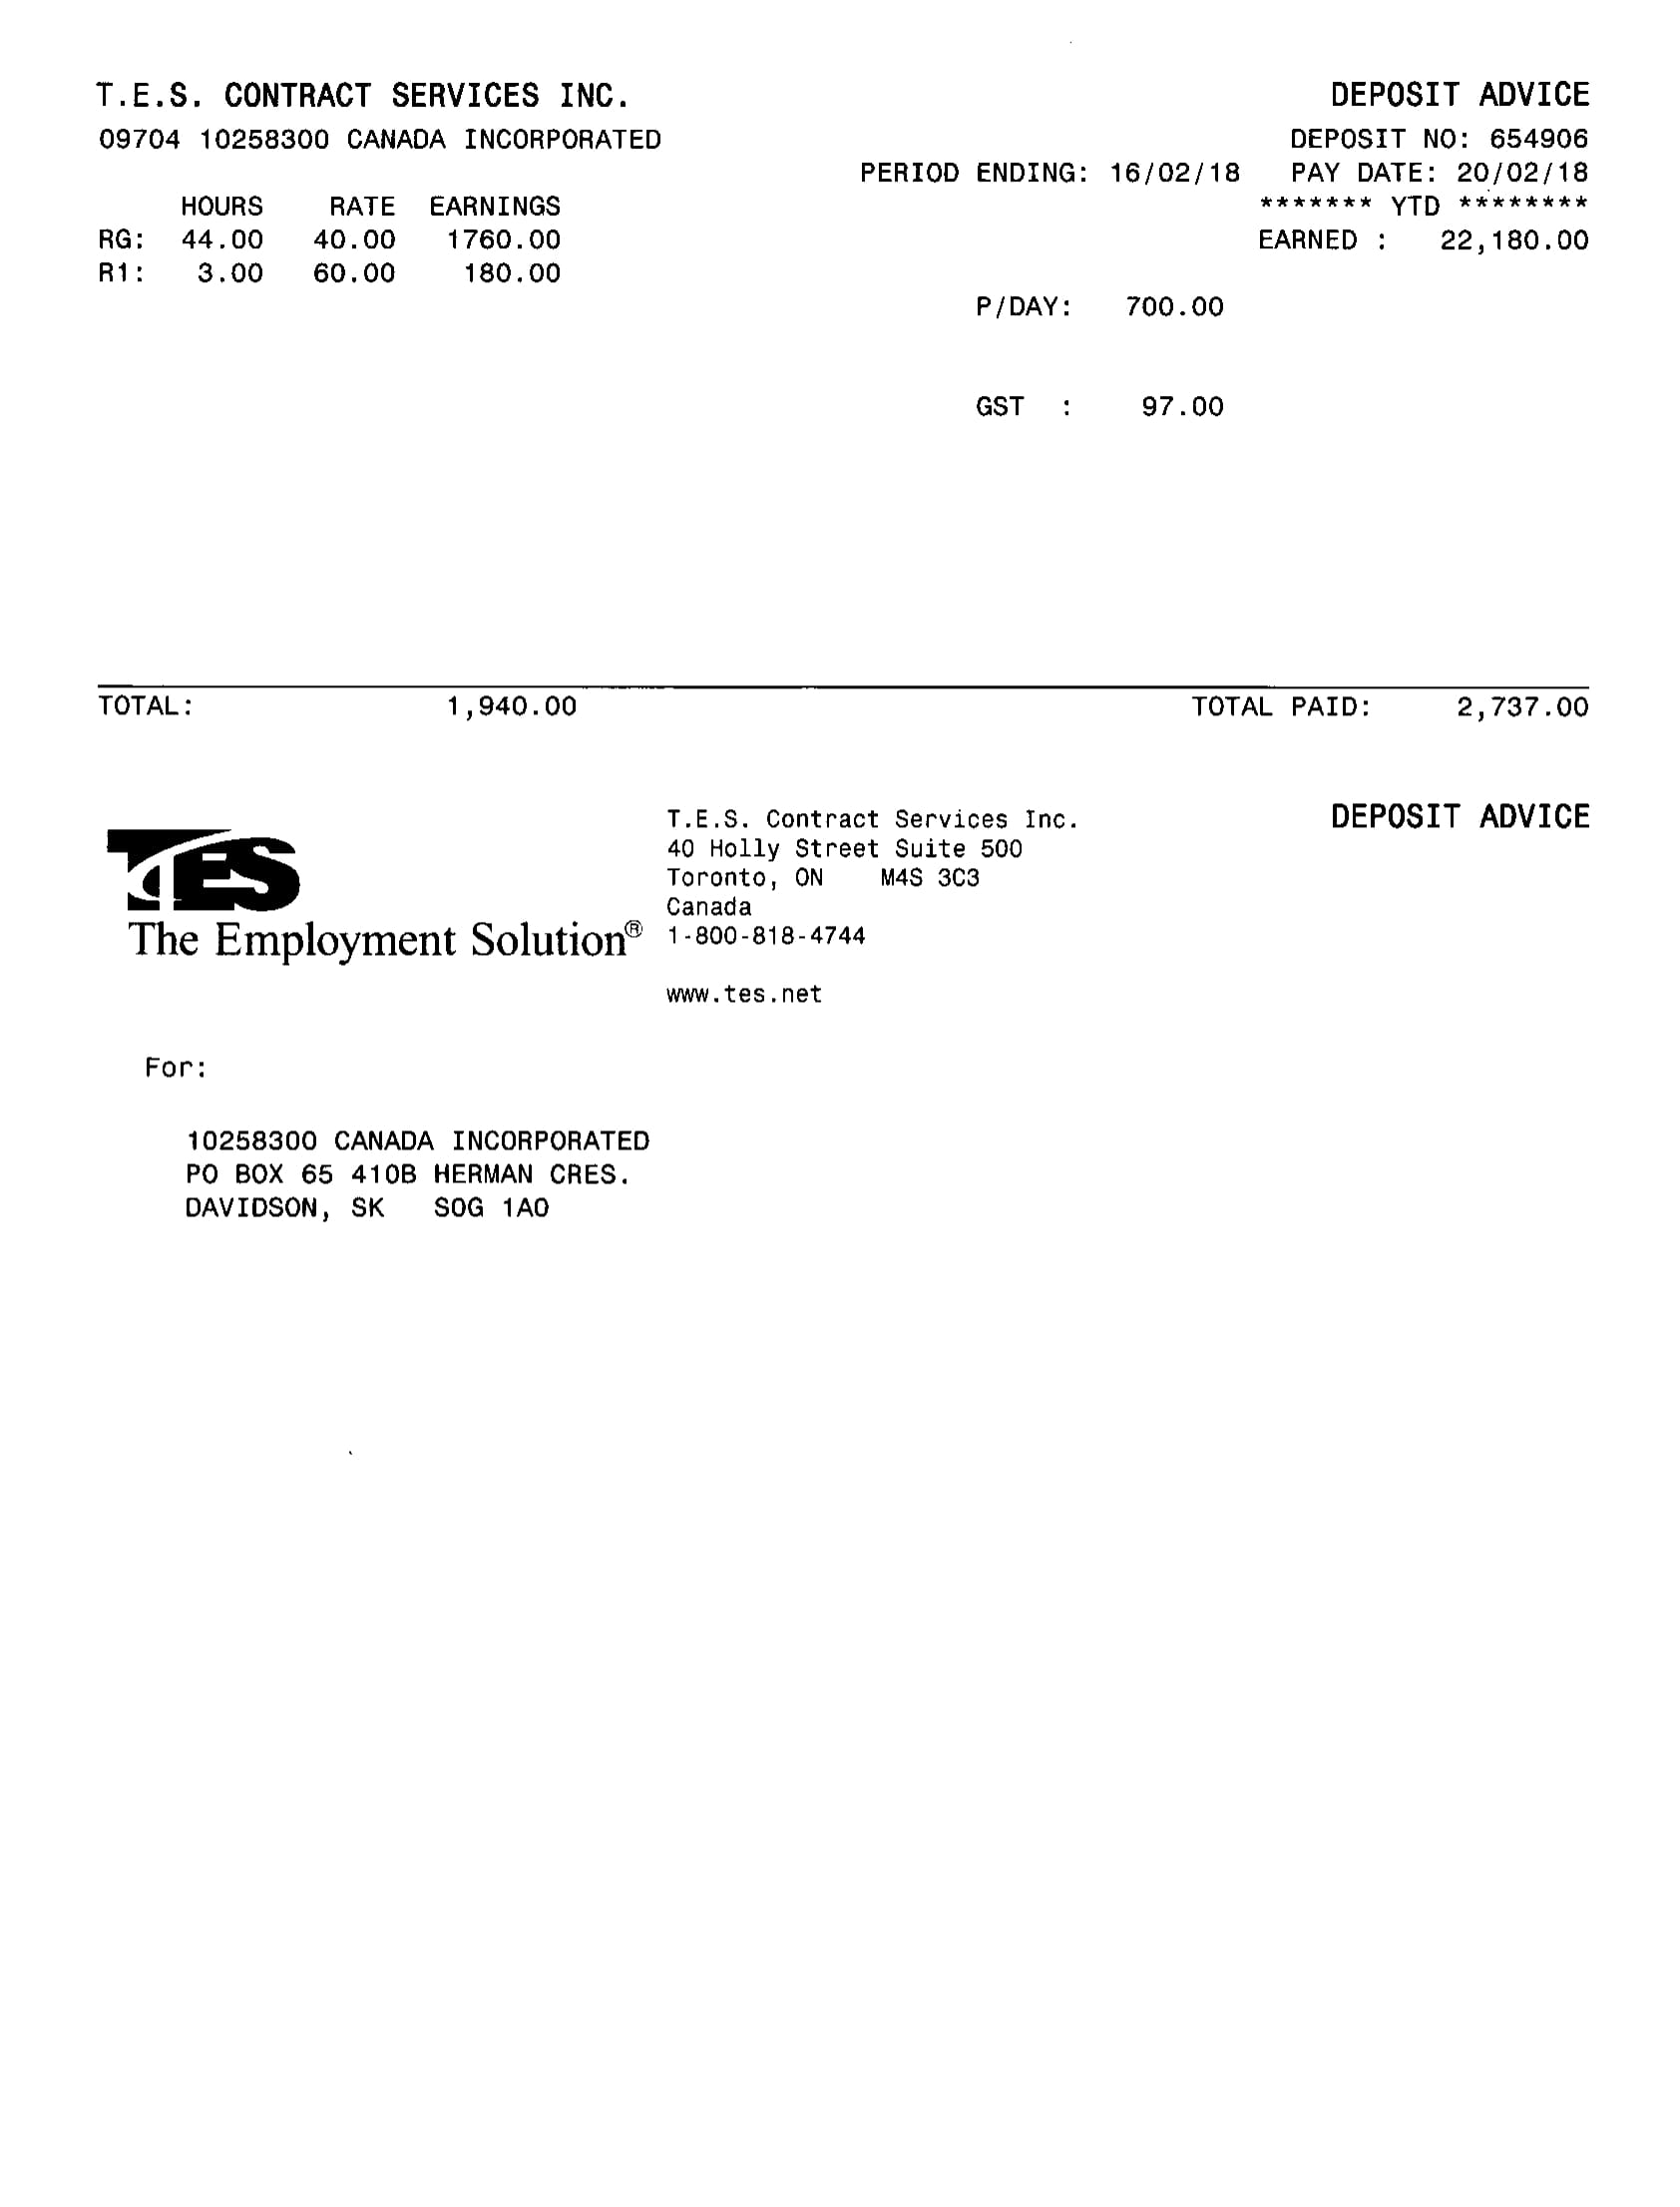 T.E.S. CONTRACT SERVICES INC. DEPOSIT ADVICE
09704 10258300 CANADA INCORPORATED DEPOSIT NO: 654906
PERIOD ENDING: 16/02/18 PAY DATE: 20/02/18
HOURS RATE EARNINGS ******* YTD ********
RG: 44.00 40.00 1760.00 EARNED : 22,180.00
R1: 3.00 60.00 180.00
P/DAY: 700.00
GST : 97.00
TOTAL: 1,940.00 TOTAL PAID: 2,737.00
TES
The Employment Solution®
T.E.S. Contract Services Inc. DEPOSIT ADVICE
40 Holly Street Suite 500
Toronto, ON M4S 3C3
Canada
1-800-818-4744
www.tes.net
For:
10258300 CANADA INCORPORATED
PO BOX 65 410B HERMAN CRES.
DAVIDSON, SK S0G 1A0